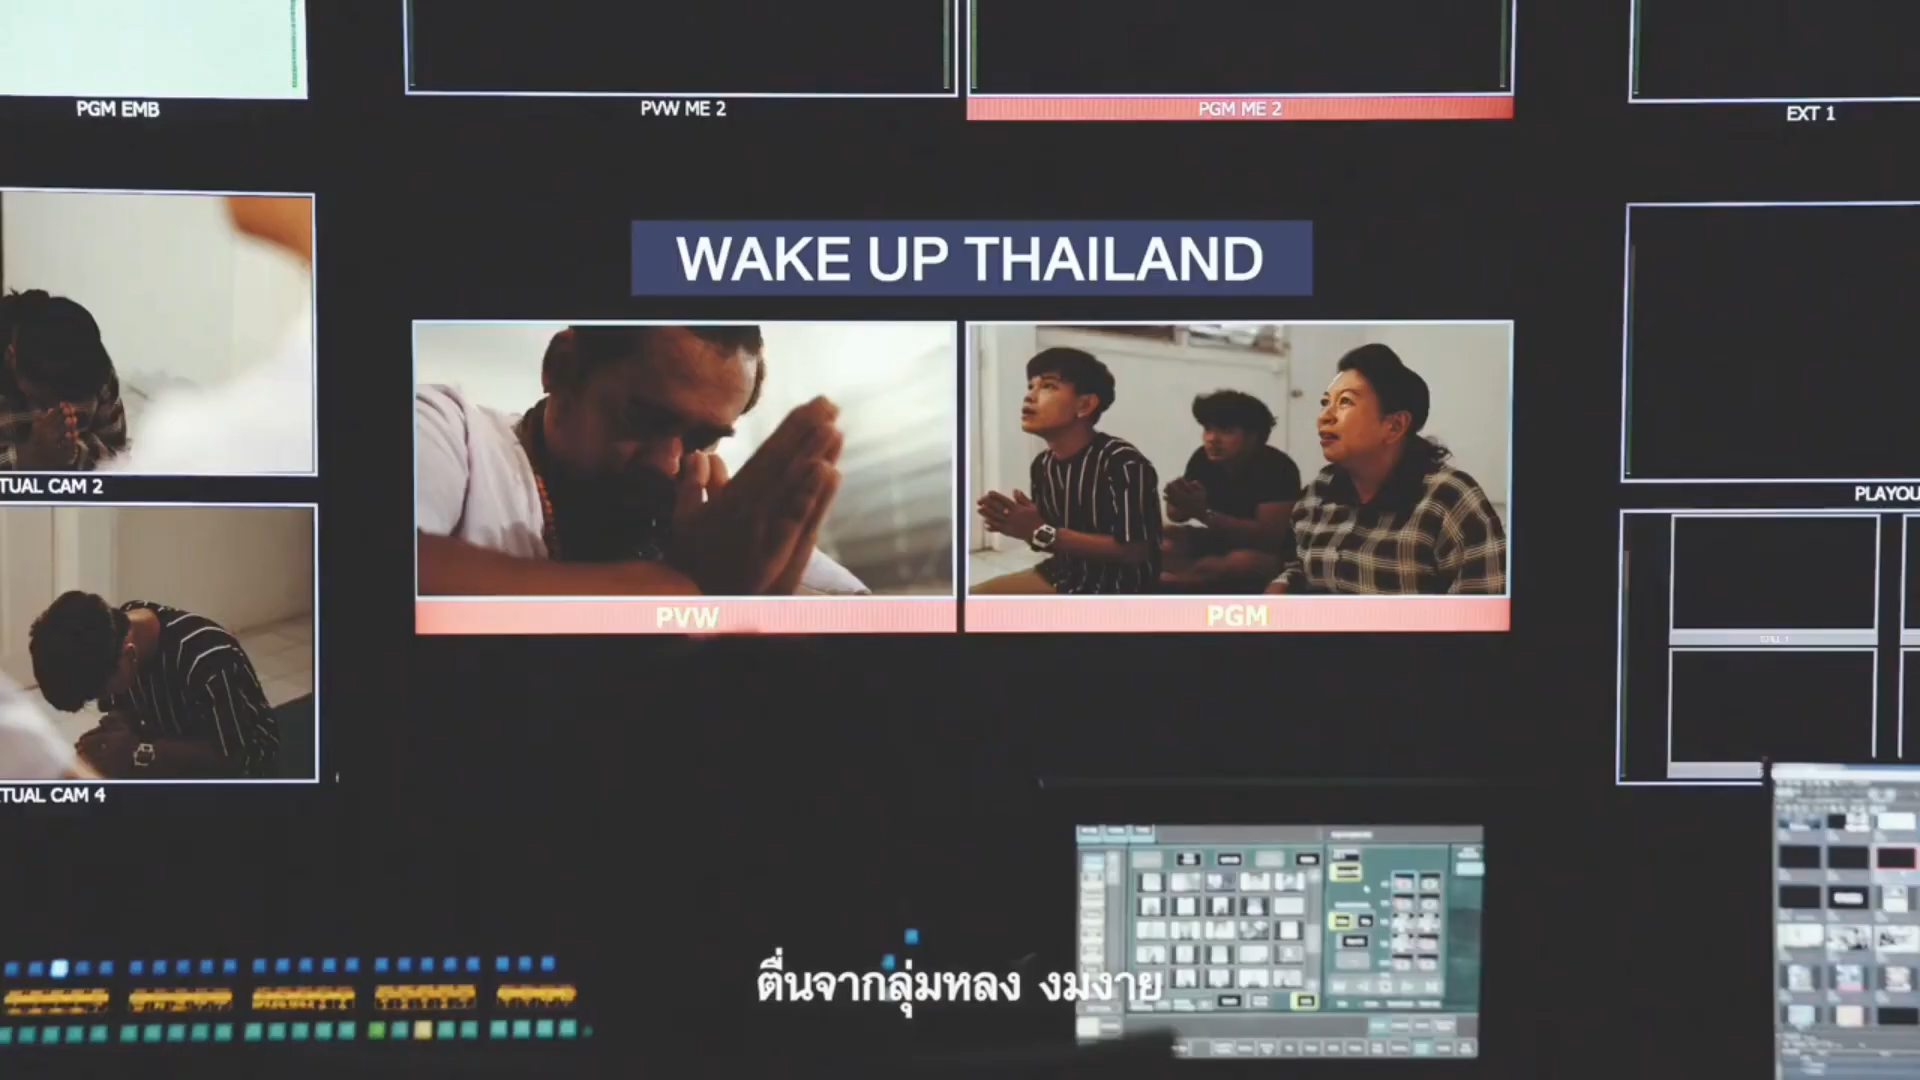 PGM EMB
PVW ME 2
PGM ME 2
EXT 1
WAKE UP THAILAND
TUAL CAM 2
PLAYOU
PVW
PGM
TUAL CAM 4
ตื่นจากลุ่มหลง งมงาย